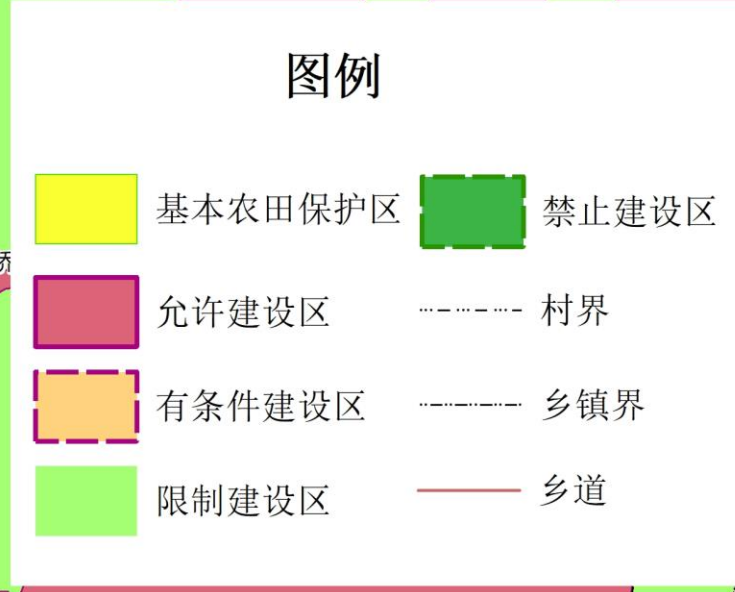 图例
基本农田保护区
禁止建设区
允许建设区
村界
有条件建设区
乡镇界
限制建设区
乡道